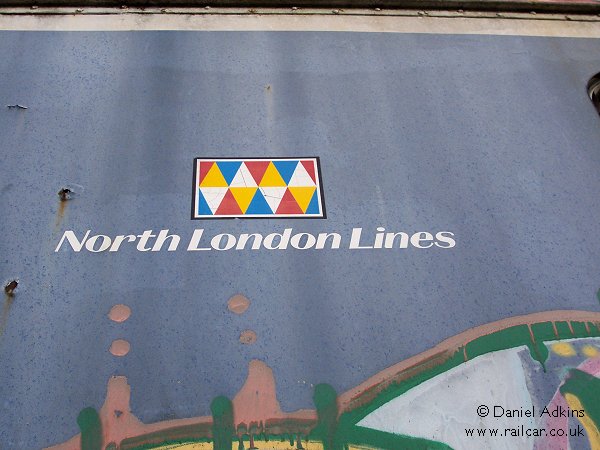 North London Lines
© Daniel Adkins
www.railcar.co.uk